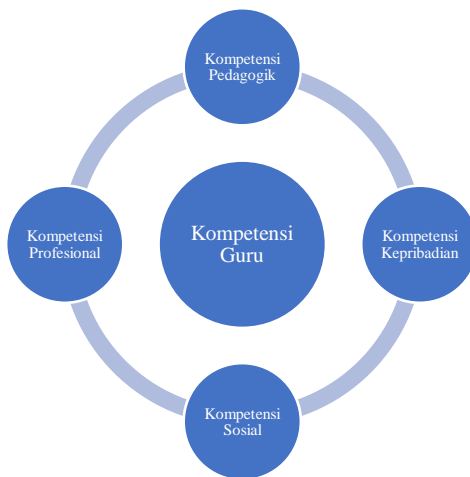 Kompetensi
Pedagogik
Kompetensi
Guru
Kompetensi
Profesional
Kompetensi
Kepribadian
Kompetensi
Sosial